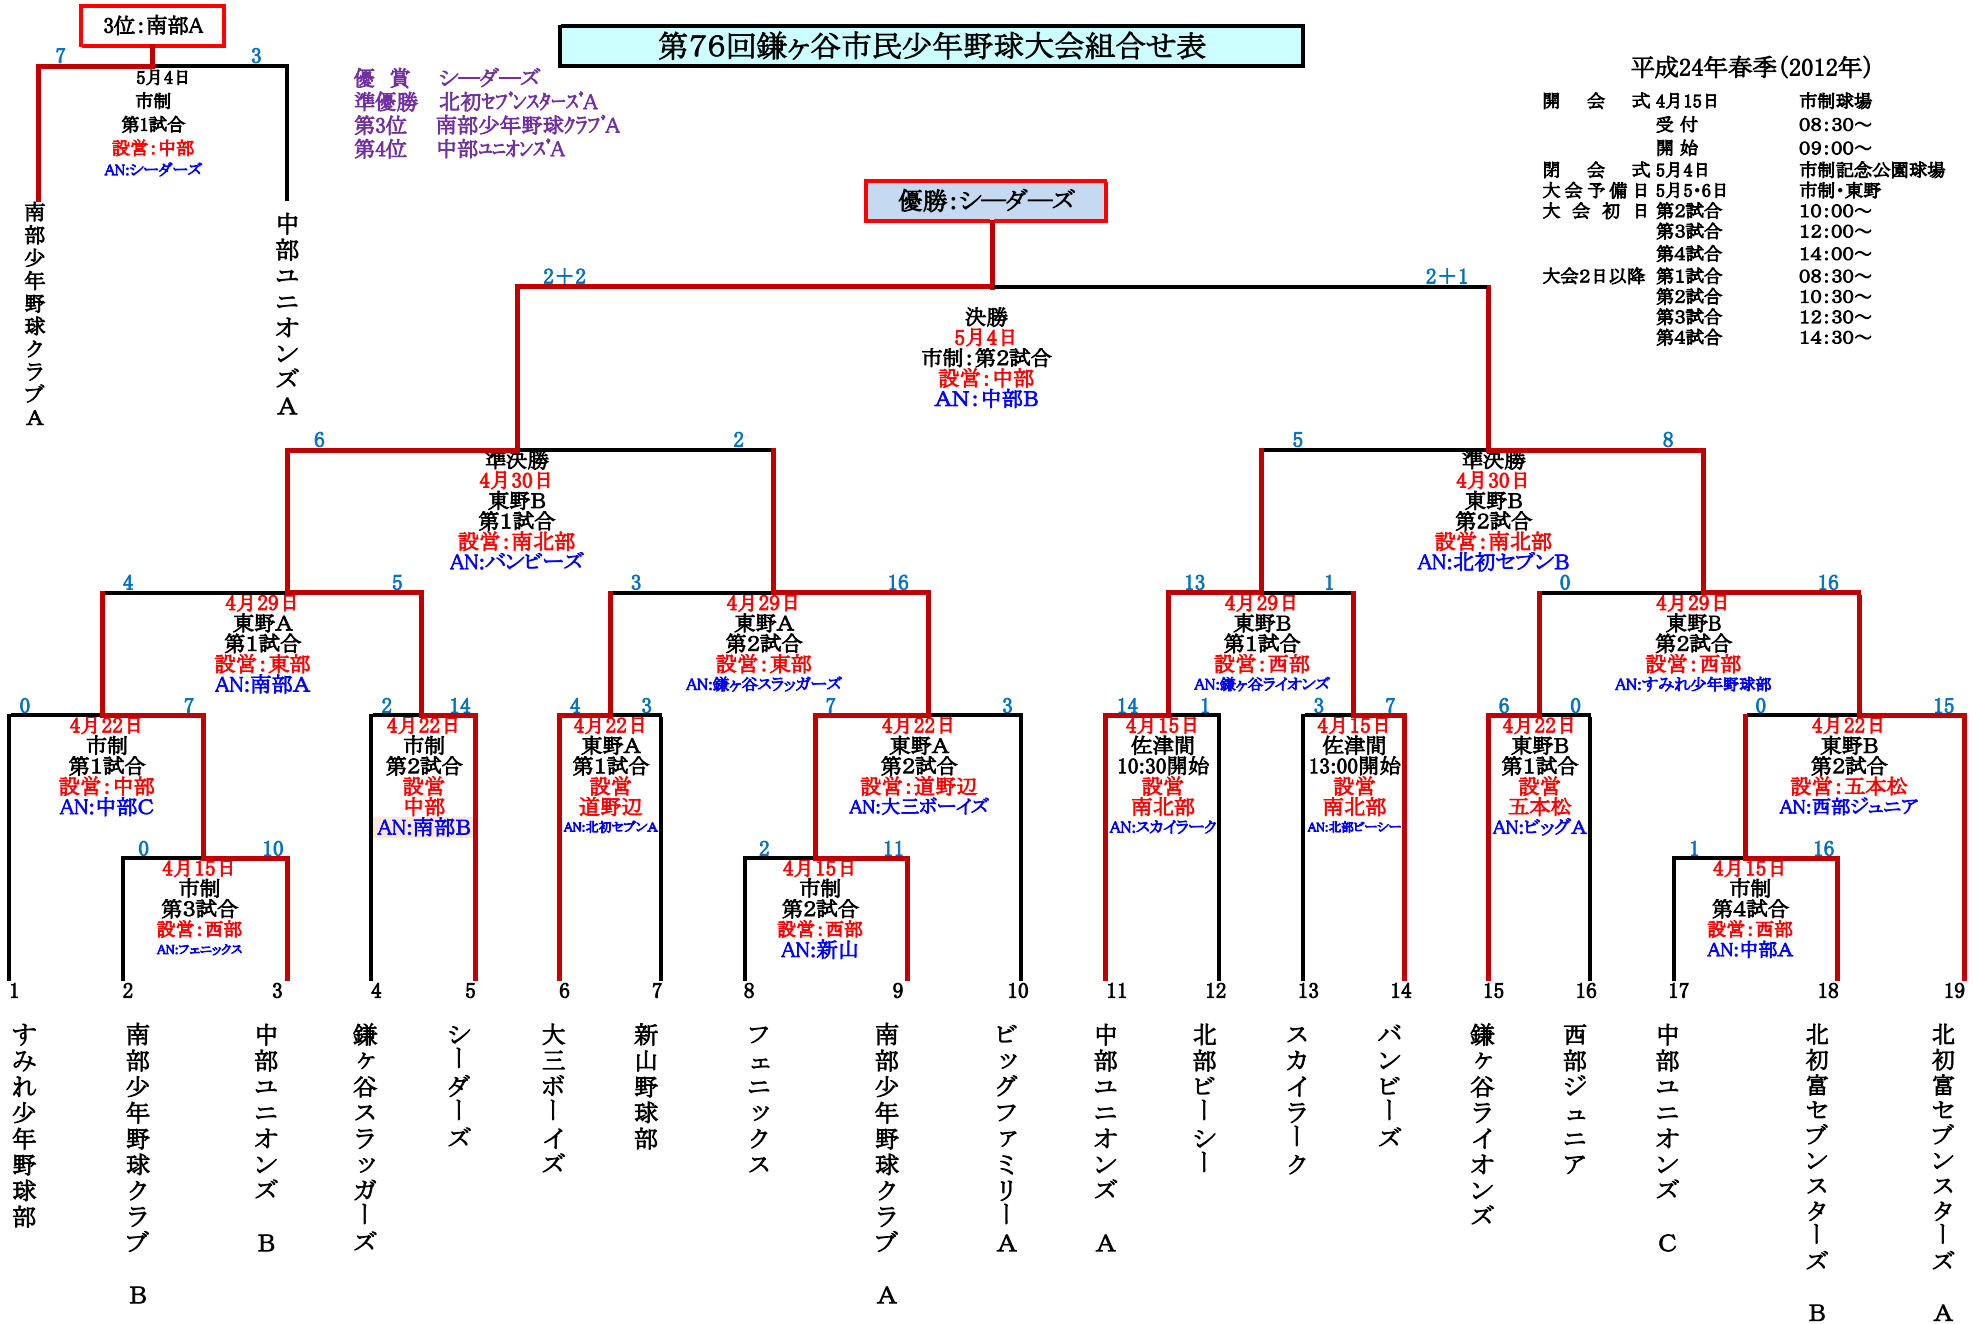 3位：南部A
7 3
5月4日
市制
第1試合
設営：中部
AN:シーダーズ
南部少年野球クラブA
中部ユニオンズA
第76回鎌ヶ谷市民少年野球大会組合せ表
優 賞 シーダーズ
準優勝 北初セブンスターズA
第3位 南部少年野球クラブA
第4位 中部ユニオンズA
平成24年春季（2012年）
開 会 式 4月15日 市制球場
受 付 08：30～
開 始 09：00～
閉 会 式 5月4日 市制記念公園球場
大会予備日 5月5・6日 市制・東野
大 会 初 日 第2試合 10：00～
第3試合 12：00～
第4試合 14：00～
大会2日以降 第1試合 08：30～
第2試合 10：30～
第3試合 12：30～
第4試合 14：30～
優勝：シーダーズ
2＋2 2＋1
決勝
5月4日
市制：第2試合
設営：中部
AN：中部B
6 2
準決勝
4月30日
東野B
第1試合
設営：南北部
AN:バンビーズ
5 8
準決勝
4月30日
東野B
第2試合
設営：南北部
AN:北初セブンB
4 5
4月29日
東野A
第1試合
設営：東部
AN:南部A
3 16
4月29日
東野A
第2試合
設営：東部
AN:鎌ヶ谷スラッガーズ
13 1
4月29日
東野B
第1試合
設営：西部
AN:鎌ヶ谷ライオンズ
0 16
4月29日
東野B
第2試合
設営：西部
AN:すみれ少年野球部
0 7
4月22日
市制
第1試合
設営：中部
AN:中部C
2 14
4月22日
市制
第2試合
設営
中部
AN:南部B
4 3
4月22日
東野A
第1試合
設営
道野辺
AN:北初セブンA
7 3
4月22日
東野A
第2試合
設営：道野辺
AN:大三ボーイズ
14 1
4月15日
佐津間
10:30開始
設営
南北部
AN:スカイラーク
3 7
4月15日
佐津間
13:00開始
設営
南北部
AN:北部ビーシー
6 0
4月22日
東野B
第1試合
設営
五本松
AN:ビッグA
0 15
4月22日
東野B
第2試合
設営：五本松
AN:西部ジュニア
0 10
4月15日
市制
第3試合
設営：西部
AN:フェニックス
2 11
4月15日
市制
第2試合
設営：西部
AN:新山
1 16
4月15日
市制
第4試合
設営：西部
AN:中部A
1 2 3 4 5 6 7 8 9 10 11 12 13 14 15 16 17 18 19
すみれ少年野球部
南部少年野球クラブ B
中部ユニオンズ B
鎌ヶ谷スラッガーズ
シーダーズ
大三ボーイズ
新山野球部
フェニックス
南部少年野球クラブ A
ビッグファミリーA
中部ユニオンズ A
北部ビーシー
スカイラーク
バンビーズ
鎌ヶ谷ライオンズ
西部ジュニア
中部ユニオンズ C
北初富セブンスターズ B
北初富セブンスターズ A